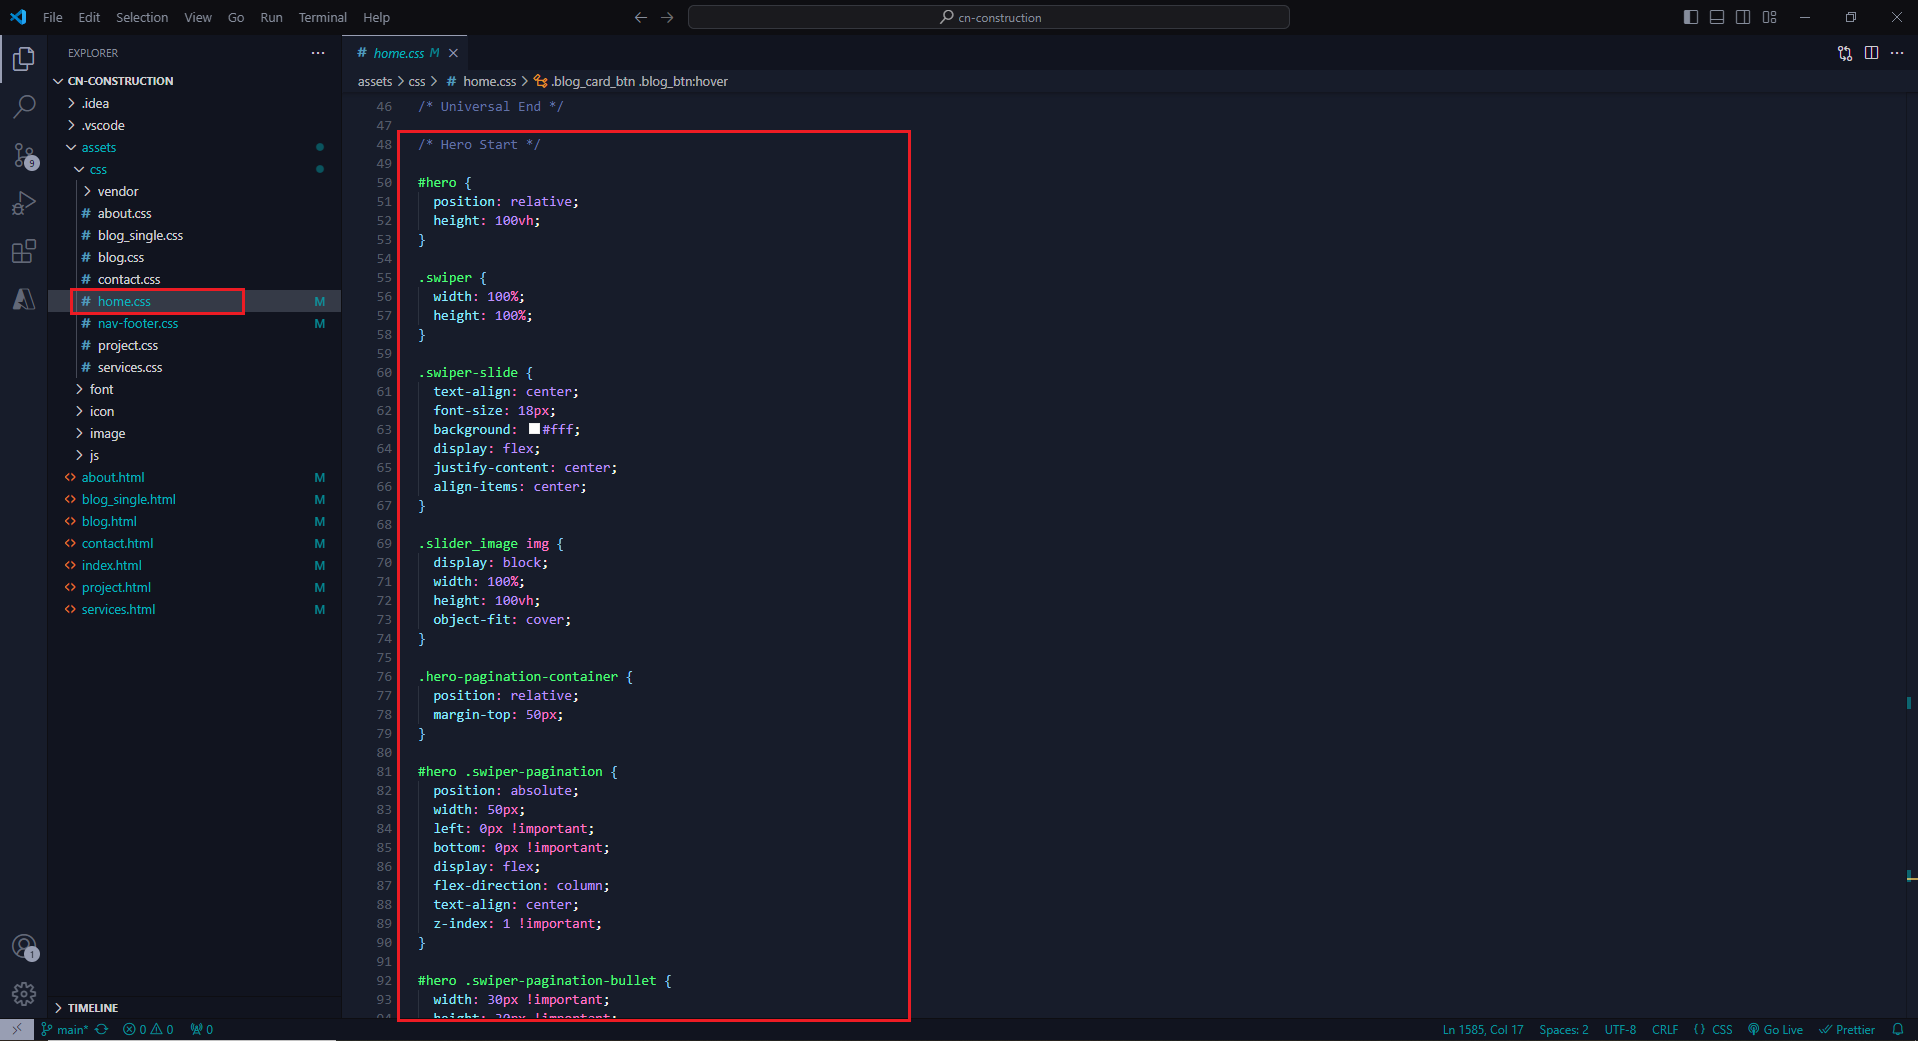 File Edit Selection View Go Run Terminal Help
cn-construction
EXPLORER
CN-CONSTRUCTION
.idea
.vscode
assets
css
vendor
# about.css
# blog_single.css
# blog.css
# contact.css
# home.css M
# nav-footer.css M
# project.css
# services.css
font
icon
image
js
<> about.html M
<> blog_single.html M
<> blog.html M
<> contact.html M
<> index.html M
<> project.html M
<> services.html M
TIMELINE
9
1
# home.css M
assets > css > # home.css > .blog_card_btn .blog_btn:hover
46 /* Universal End */
47
48 /* Hero Start */
49
50 #hero {
51 position: relative;
52 height: 100vh;
53 }
54
55 .swiper {
56 width: 100%;
57 height: 100%;
58 }
59
60 .swiper-slide {
61 text-align: center;
62 font-size: 18px;
63 background: #fff;
64 display: flex;
65 justify-content: center;
66 align-items: center;
67 }
68
69 .slider_image img {
70 display: block;
71 width: 100%;
72 height: 100vh;
73 object-fit: cover;
74 }
75
76 .hero-pagination-container {
77 position: relative;
78 margin-top: 50px;
79 }
80
81 #hero .swiper-pagination {
82 position: absolute;
83 width: 50px;
84 left: 0px !important;
85 bottom: 0px !important;
86 display: flex;
87 flex-direction: column;
88 text-align: center;
89 z-index: 1 !important;
90 }
91
92 #hero .swiper-pagination-bullet {
93 width: 30px !important;
main* 0 0 0
Ln 1585, Col 17 Spaces: 2 UTF-8 CRLF {} CSS Go Live Prettier